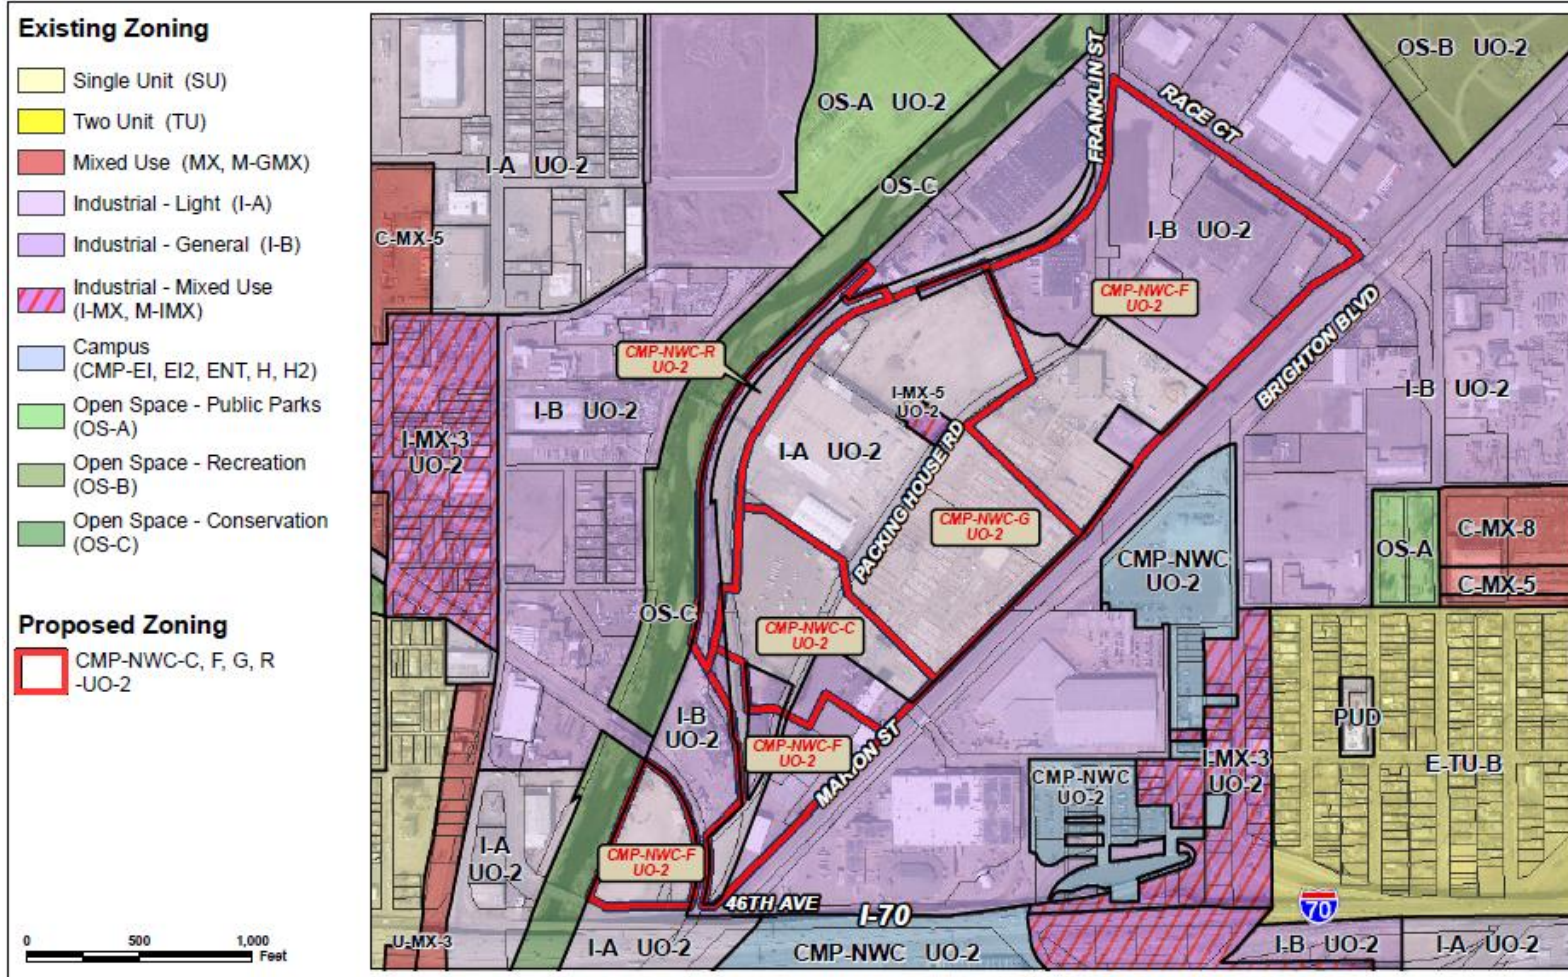 Existing Zoning
Single Unit (SU)
Two Unit (TU)
Mixed Use (MX, M-GMX)
Industrial - Light (I-A)
Industrial - General (I-B)
Industrial - Mixed Use
(I-MX, M-IMX)
Campus
(CMP-EI, EI2, ENT, H, H2)
Open Space - Public Parks
(OS-A)
Open Space - Recreation
(OS-B)
Open Space - Conservation
(OS-C)
Proposed Zoning
CMP-NWC-C, F, G, R
-UO-2
0 500 1,000
Feet
OS-B UO-2
FRANKLIN ST
RACE CT
OS-A UO-2
I-A UO-2
OS-C
C-MX-5
I-B UO-2
CMP-NWC-F
UO-2
BRIGHTON BLVD
CMP-NWC-R
UO-2
I-MX-5
UO-2
I-B UO-2
I-B UO-2
I-MX-3
UO-2
I-A UO-2
PACKING HOUSE RD
CMP-NWC-G
UO-2
C-MX-8
OS-A
CMP-NWC
UO-2
C-MX-5
OS-C
CMP-NWC-C
UO-2
I-B
UO-2
CMP-NWC-F
UO-2
MARION ST
PUD
I-MX-3
UO-2
E-TU-B
CMP-NWC
UO-2
I-A
UO-2
CMP-NWC-F
UO-2
46TH AVE
I-70
70
U-MX-3
I-A UO-2
CMP-NWC UO-2
I-B UO-2
I-A UO-2